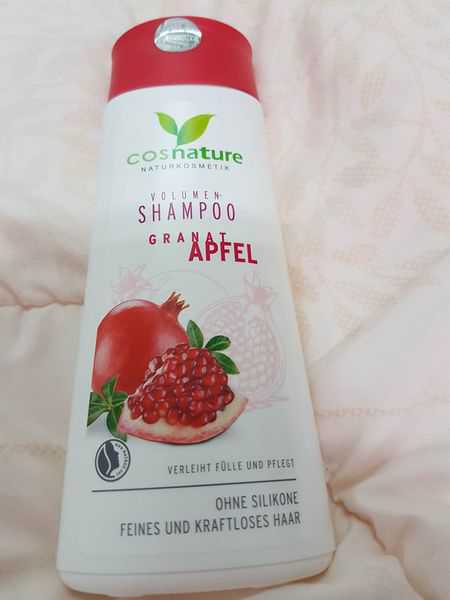 cosnature
NATURKOSMETIK
VOLUMEN-
SHAMPOO
GRANAT
APFEL
VERLEIHT FÜLLE UND PFLEGT
OHNE SILIKONE
FEINES UND KRAFTLOSES HAAR